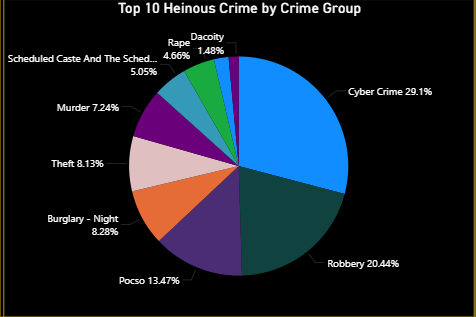 Top 10 Heinous Crime by Crime Group
Dacoity
1.48%
Rape
4.66%
Scheduled Caste And The Sched...
5.05%
Murder 7.24%
Theft 8.13%
Burglary - Night
8.28%
Pocso 13.47%
Robbery 20.44%
Cyber Crime 29.1%